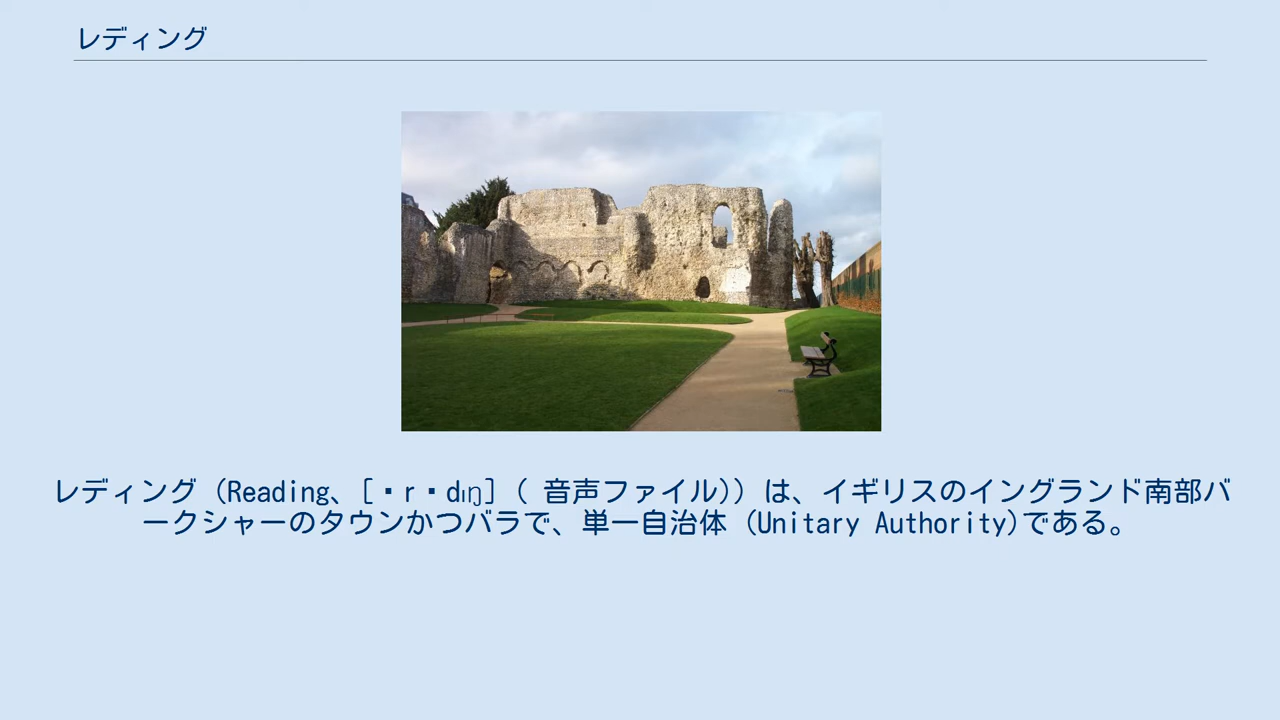 レディング
レディング (Reading、[・r・dıŋ] ( 音声ファイル)) は、イギリスのイングランド南部バ
ークシャーのタウンかつバラで、単一自治体 (Unitary Authority)である。